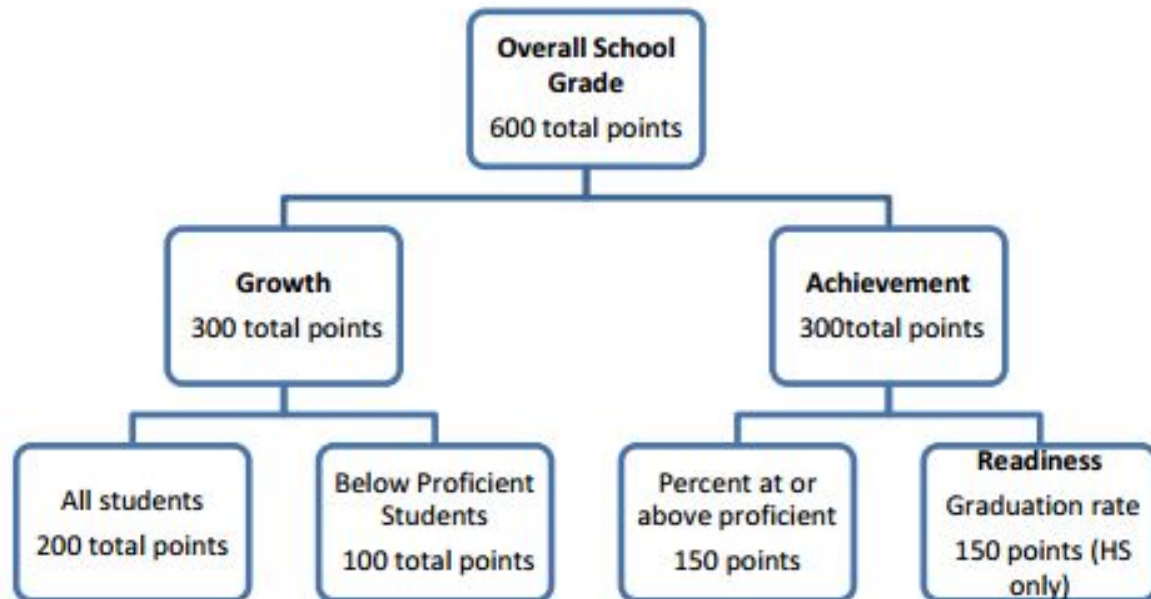 Overall School
Grade
600 total points
Growth
300 total points
Achievement
300total points
All students
200 total points
Below Proficient
Students
100 total points
Percent at or
above proficient
150 points
Readiness
Graduation rate
150 points (HS
only)